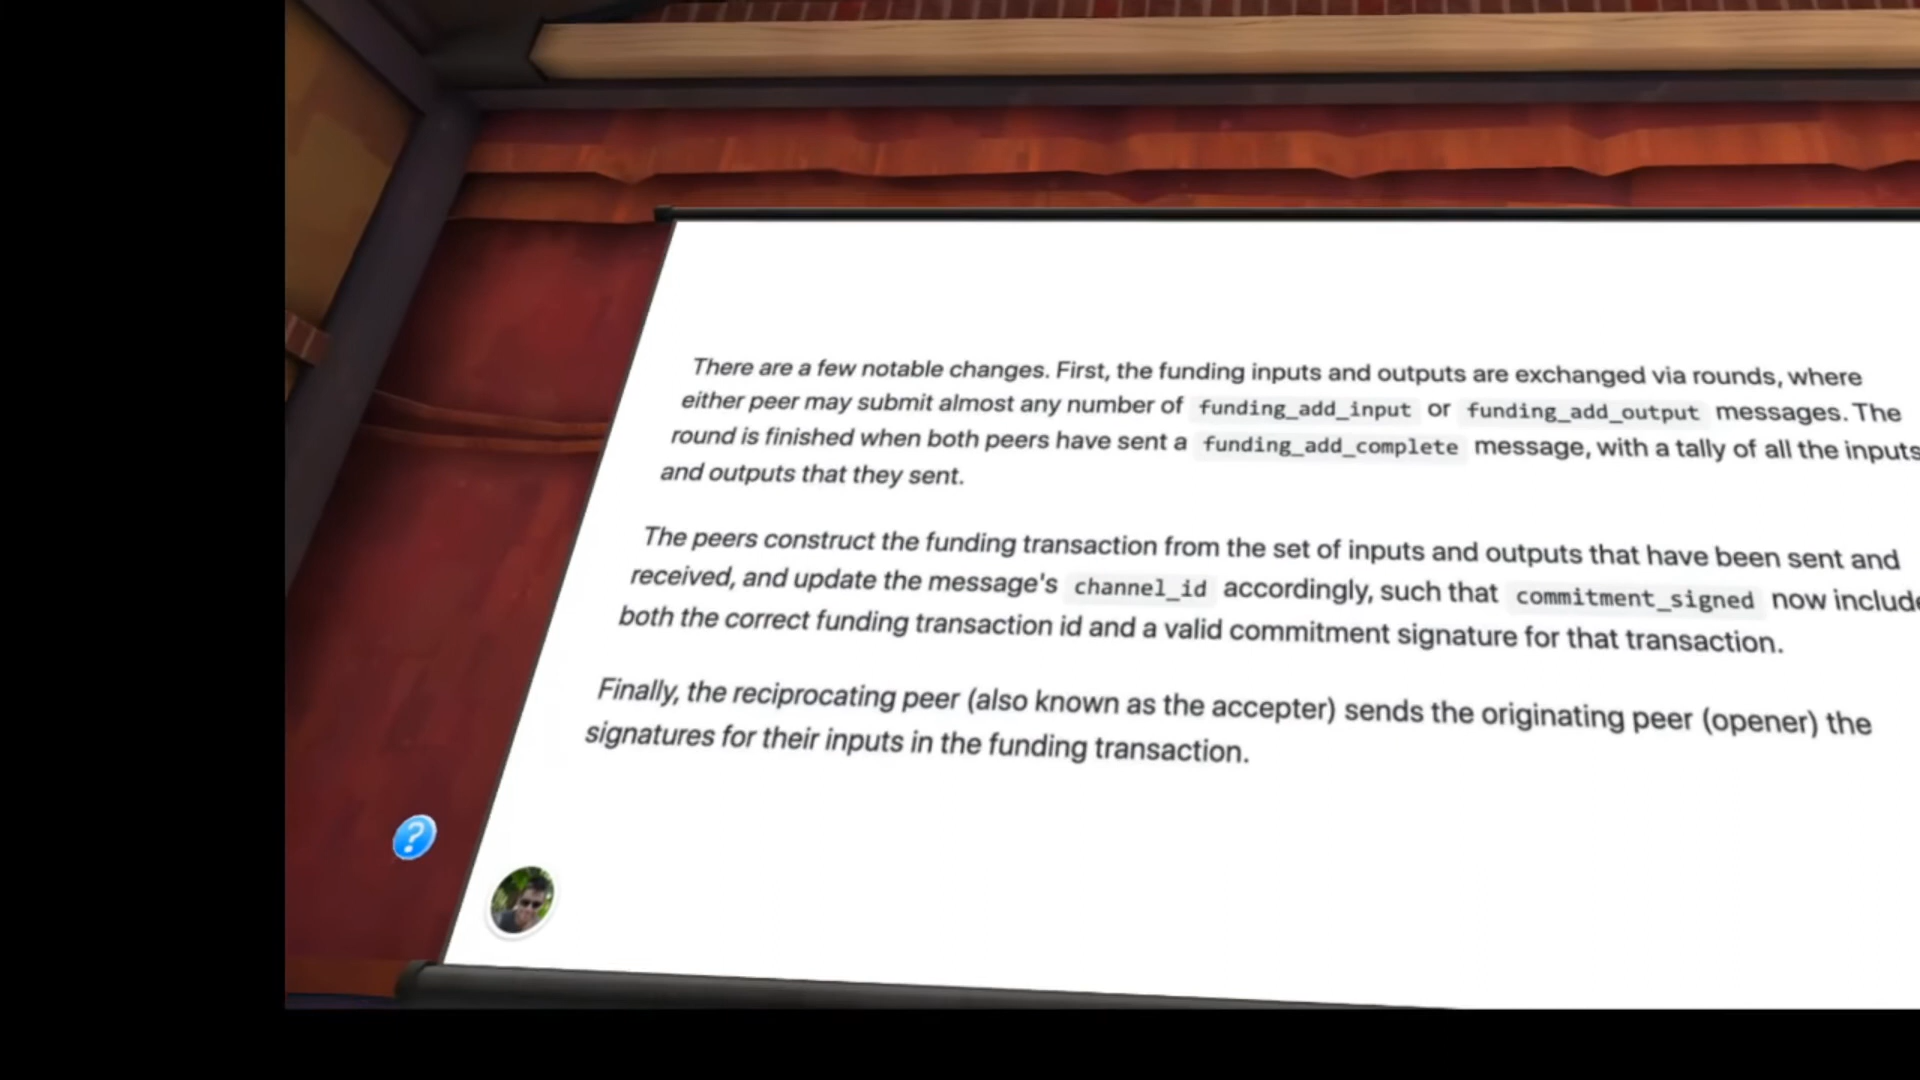 There are a few notable changes. First, the funding inputs and outputs are exchanged via rounds, where
either peer may submit almost any number of funding_add_input or funding_add_output messages. The
round is finished when both peers have sent a funding_add_complete message, with a tally of all the inputs
and outputs that they sent.
The peers construct the funding transaction from the set of inputs and outputs that have been sent and
received, and update the message's channel_id accordingly, such that commitment_signed now include
both the correct funding transaction id and a valid commitment signature for that transaction.
Finally, the reciprocating peer (also known as the accepter) sends the originating peer (opener) the
signatures for their inputs in the funding transaction.
?